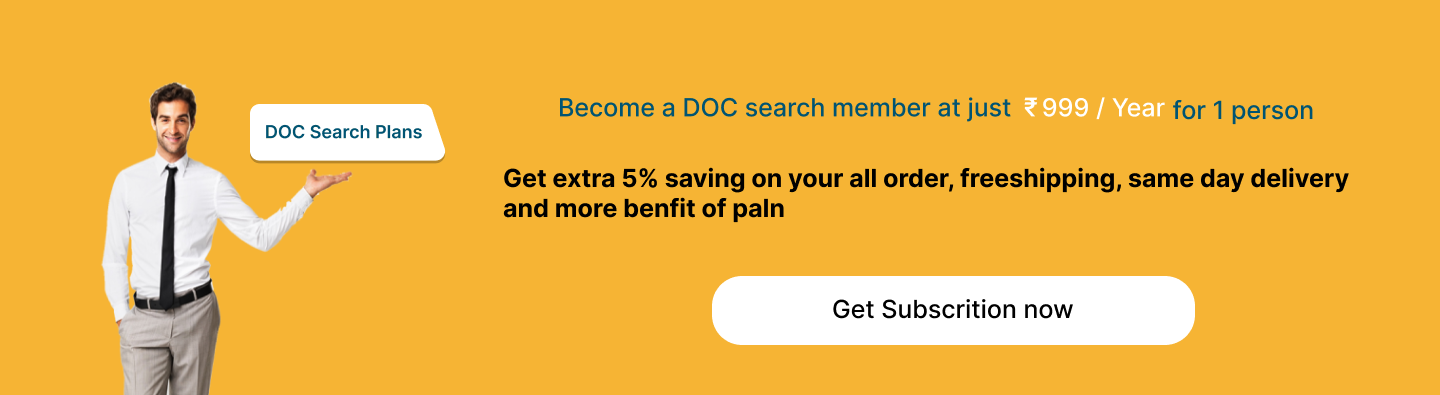 DOC Search Plans
Become a DOC search member at just ₹999 / Year for 1 person
Get extra 5% saving on your all order, freeshipping, same day delivery
and more benfit of paln
Get Subscrition now